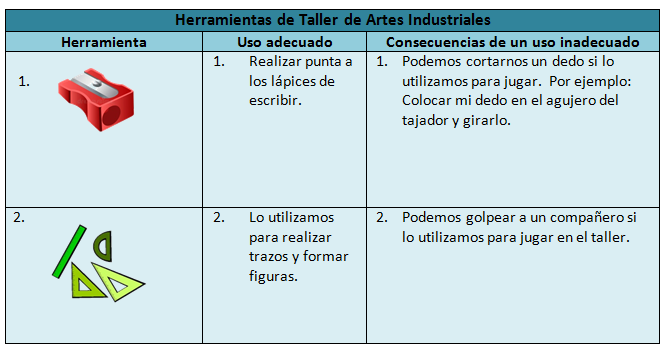 Herramientas de Taller de Artes Industriales
Herramienta
Uso adecuado
Consecuencias de un uso inadecuado
1.
1. Realizar punta a
a los lápices de
escribir.
1. Podemos cortarnos un dedo si lo
utilizamos para jugar. Por ejemplo:
Colocar mi dedo en el agujero del
tajador y girarlo.
2.
2. Lo utilizamos
para realizar
trazos y formar
figuras.
2. Podemos golpear a un compañero si
lo utilizamos para jugar en el taller.